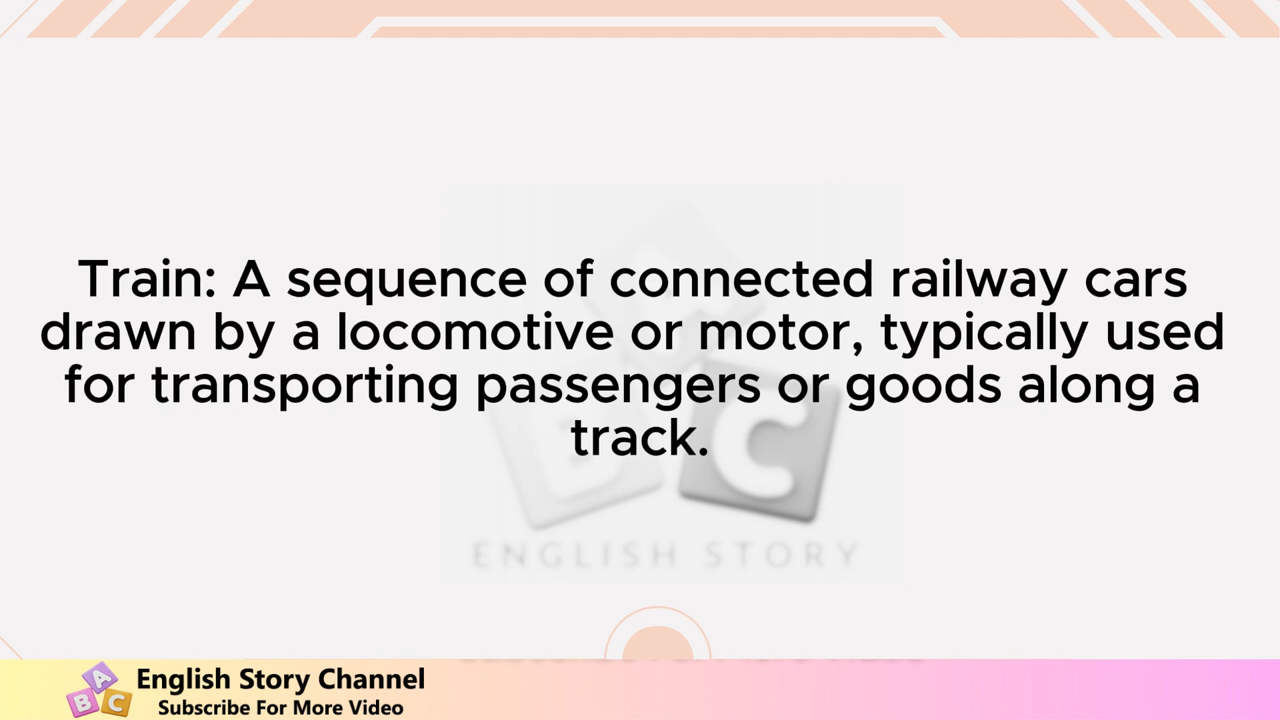 Train: A sequence of connected railway cars
drawn by a locomotive or motor, typically used
for transporting passengers or goods along a
track.
B C
ENGLISH STORY
A
B C
English Story Channel
Subscribe For More Video